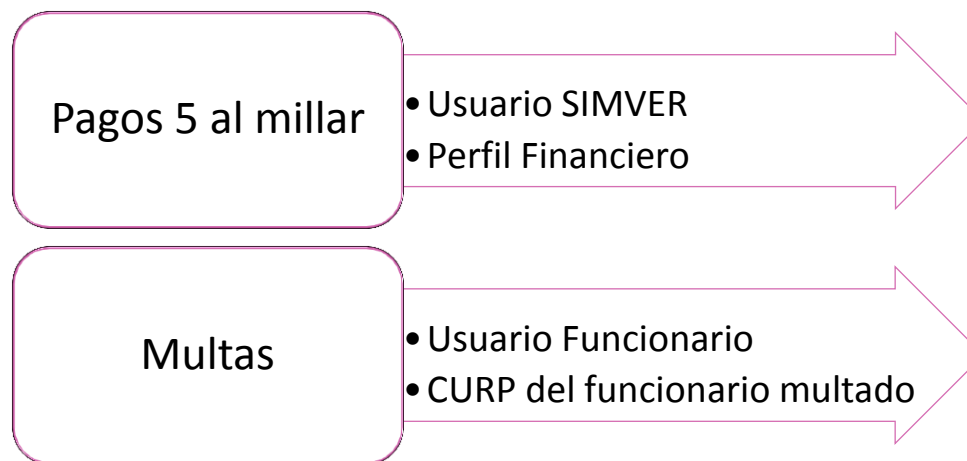 Pagos 5 al millar
• Usuario SIMVER
• Perfil Financiero
Multas
• Usuario Funcionario
• CURP del funcionario multado